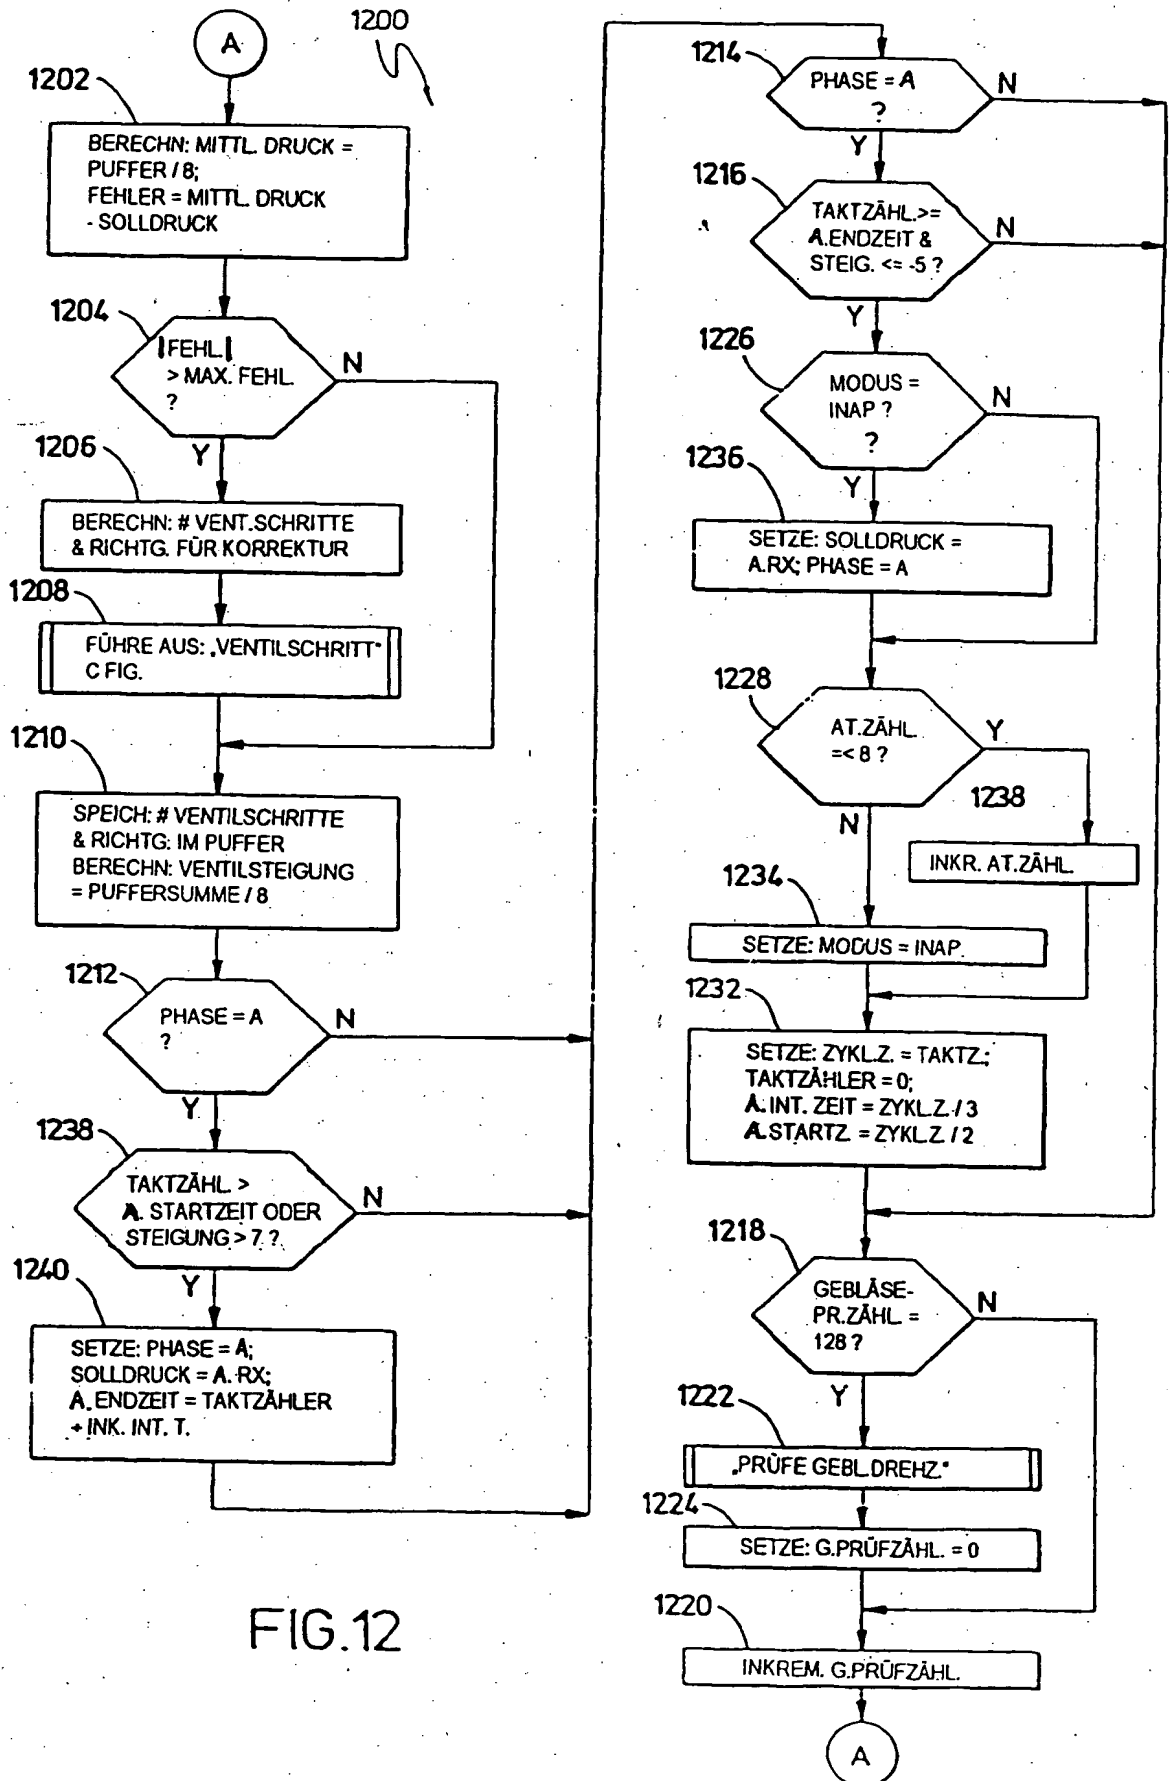 A
1200
1202
BERECHN: MITTL. DRUCK =
PUFFER / 8;
FEHLER = MITTL. DRUCK
- SOLLDRUCK
1204
|FEHL.|
> MAX. FEHL.
?
N
Y
1206
BERECHN: # VENT.SCHRITTE
& RICHTG. FÜR KORREKTUR
1208
FÜHRE AUS: „VENTILSCHRITT"
C FIG.
1210
SPEICH: # VENTILSCHRITTE
& RICHTG: IM PUFFER
BERECHN: VENTILSTEIGUNG
= PUFFERSUMME / 8
1212
PHASE = A
?
N
Y
1238
TAKTZÄHL. >
A. STARTZEIT ODER
STEIGUNG > 7 ?
N
Y
1240
SETZE: PHASE = A;
SOLLDRUCK = A. RX;
A. ENDZEIT = TAKTZÄHLER
+ INK. INT. T.
1214
PHASE = A
?
N
Y
1216
TAKTZÄHL.>=
A.ENDZEIT &
STEIG. <= -5 ?
N
Y
1226
MODUS =
INAP ?
?
N
Y
1236
SETZE: SOLLDRUCK =
A.RX; PHASE = A
1228
AT.ZÄHL.
=< 8 ?
Y
N
1238
INKR. AT.ZÄHL.
1234
SETZE: MODUS = INAP.
1232
SETZE: ZYKL.Z. = TAKTZ.;
TAKTZÄHLER = 0;
A.INT. ZEIT = ZYKL.Z. / 3
A.STARTZ. = ZYKL.Z. / 2
1218
GEBLÄSE-
PR.ZÄHL. =
128 ?
N
Y
1222
„PRÜFE GEBL.DREHZ."
1224
SETZE: G.PRÜFZÄHL. = 0
1220
INKREM. G.PRÜFZÄHL.
A
FIG.12